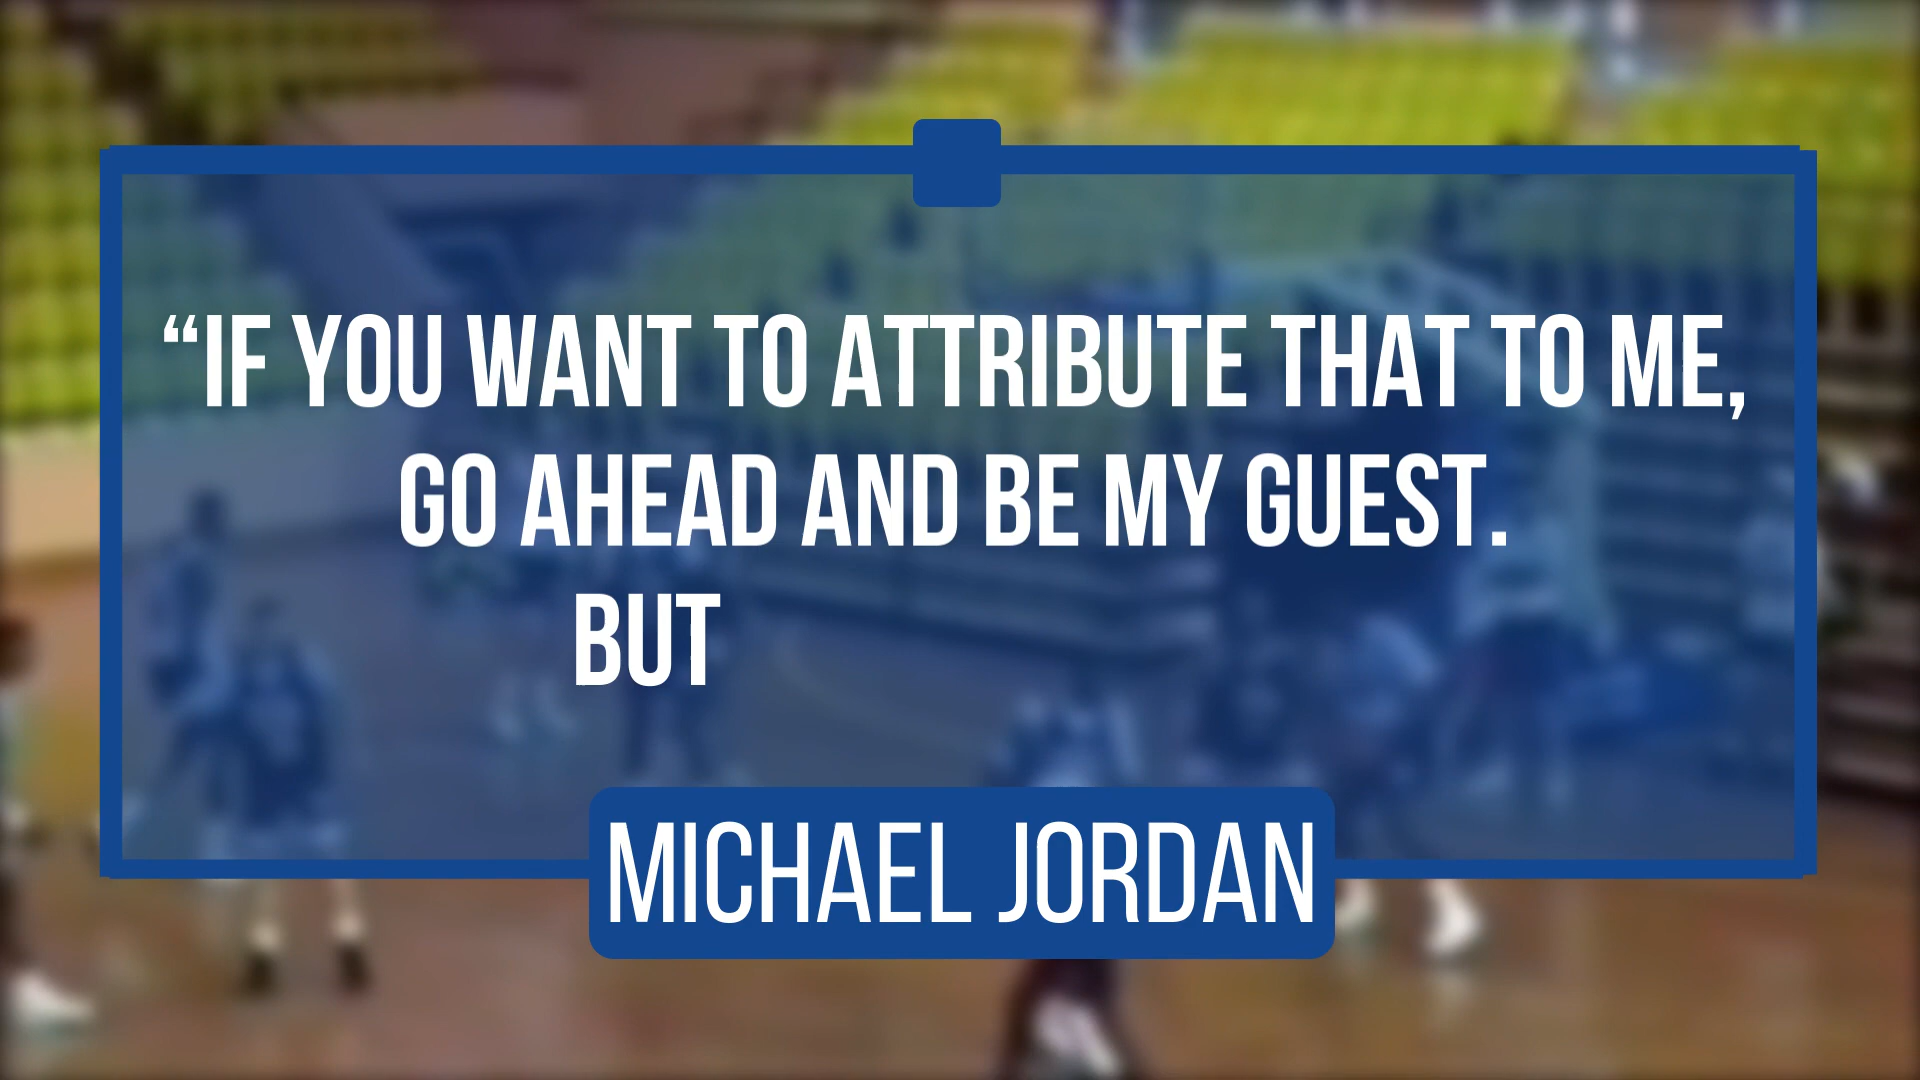 “IF YOU WANT TO ATTRIBUTE THAT TO ME,
GO AHEAD AND BE MY GUEST.
BUT
MICHAEL JORDAN